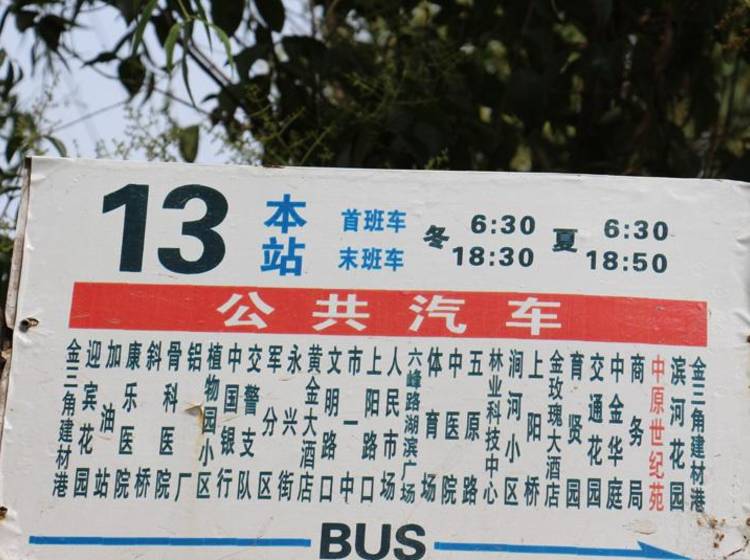 13
本站
首班车 冬 6:30 夏 6:30
末班车 18:30 18:50
公共汽车
金三角建材港
迎宾花园
加油站
康乐医院
斜桥
骨科医院
铝厂
植物园小区
中国银行
交警支队
军分区
永兴街
黄金大酒店
文明路口
市一中
上阳路口
人民市场
六峰路湖滨广场
体育场
中医院
五原路
林业科技中心
涧河小区
上阳桥
金玫瑰大酒店
育贤园
交通花园
中金华庭
商务局
中原世纪苑
滨河花园
金三角建材港
BUS